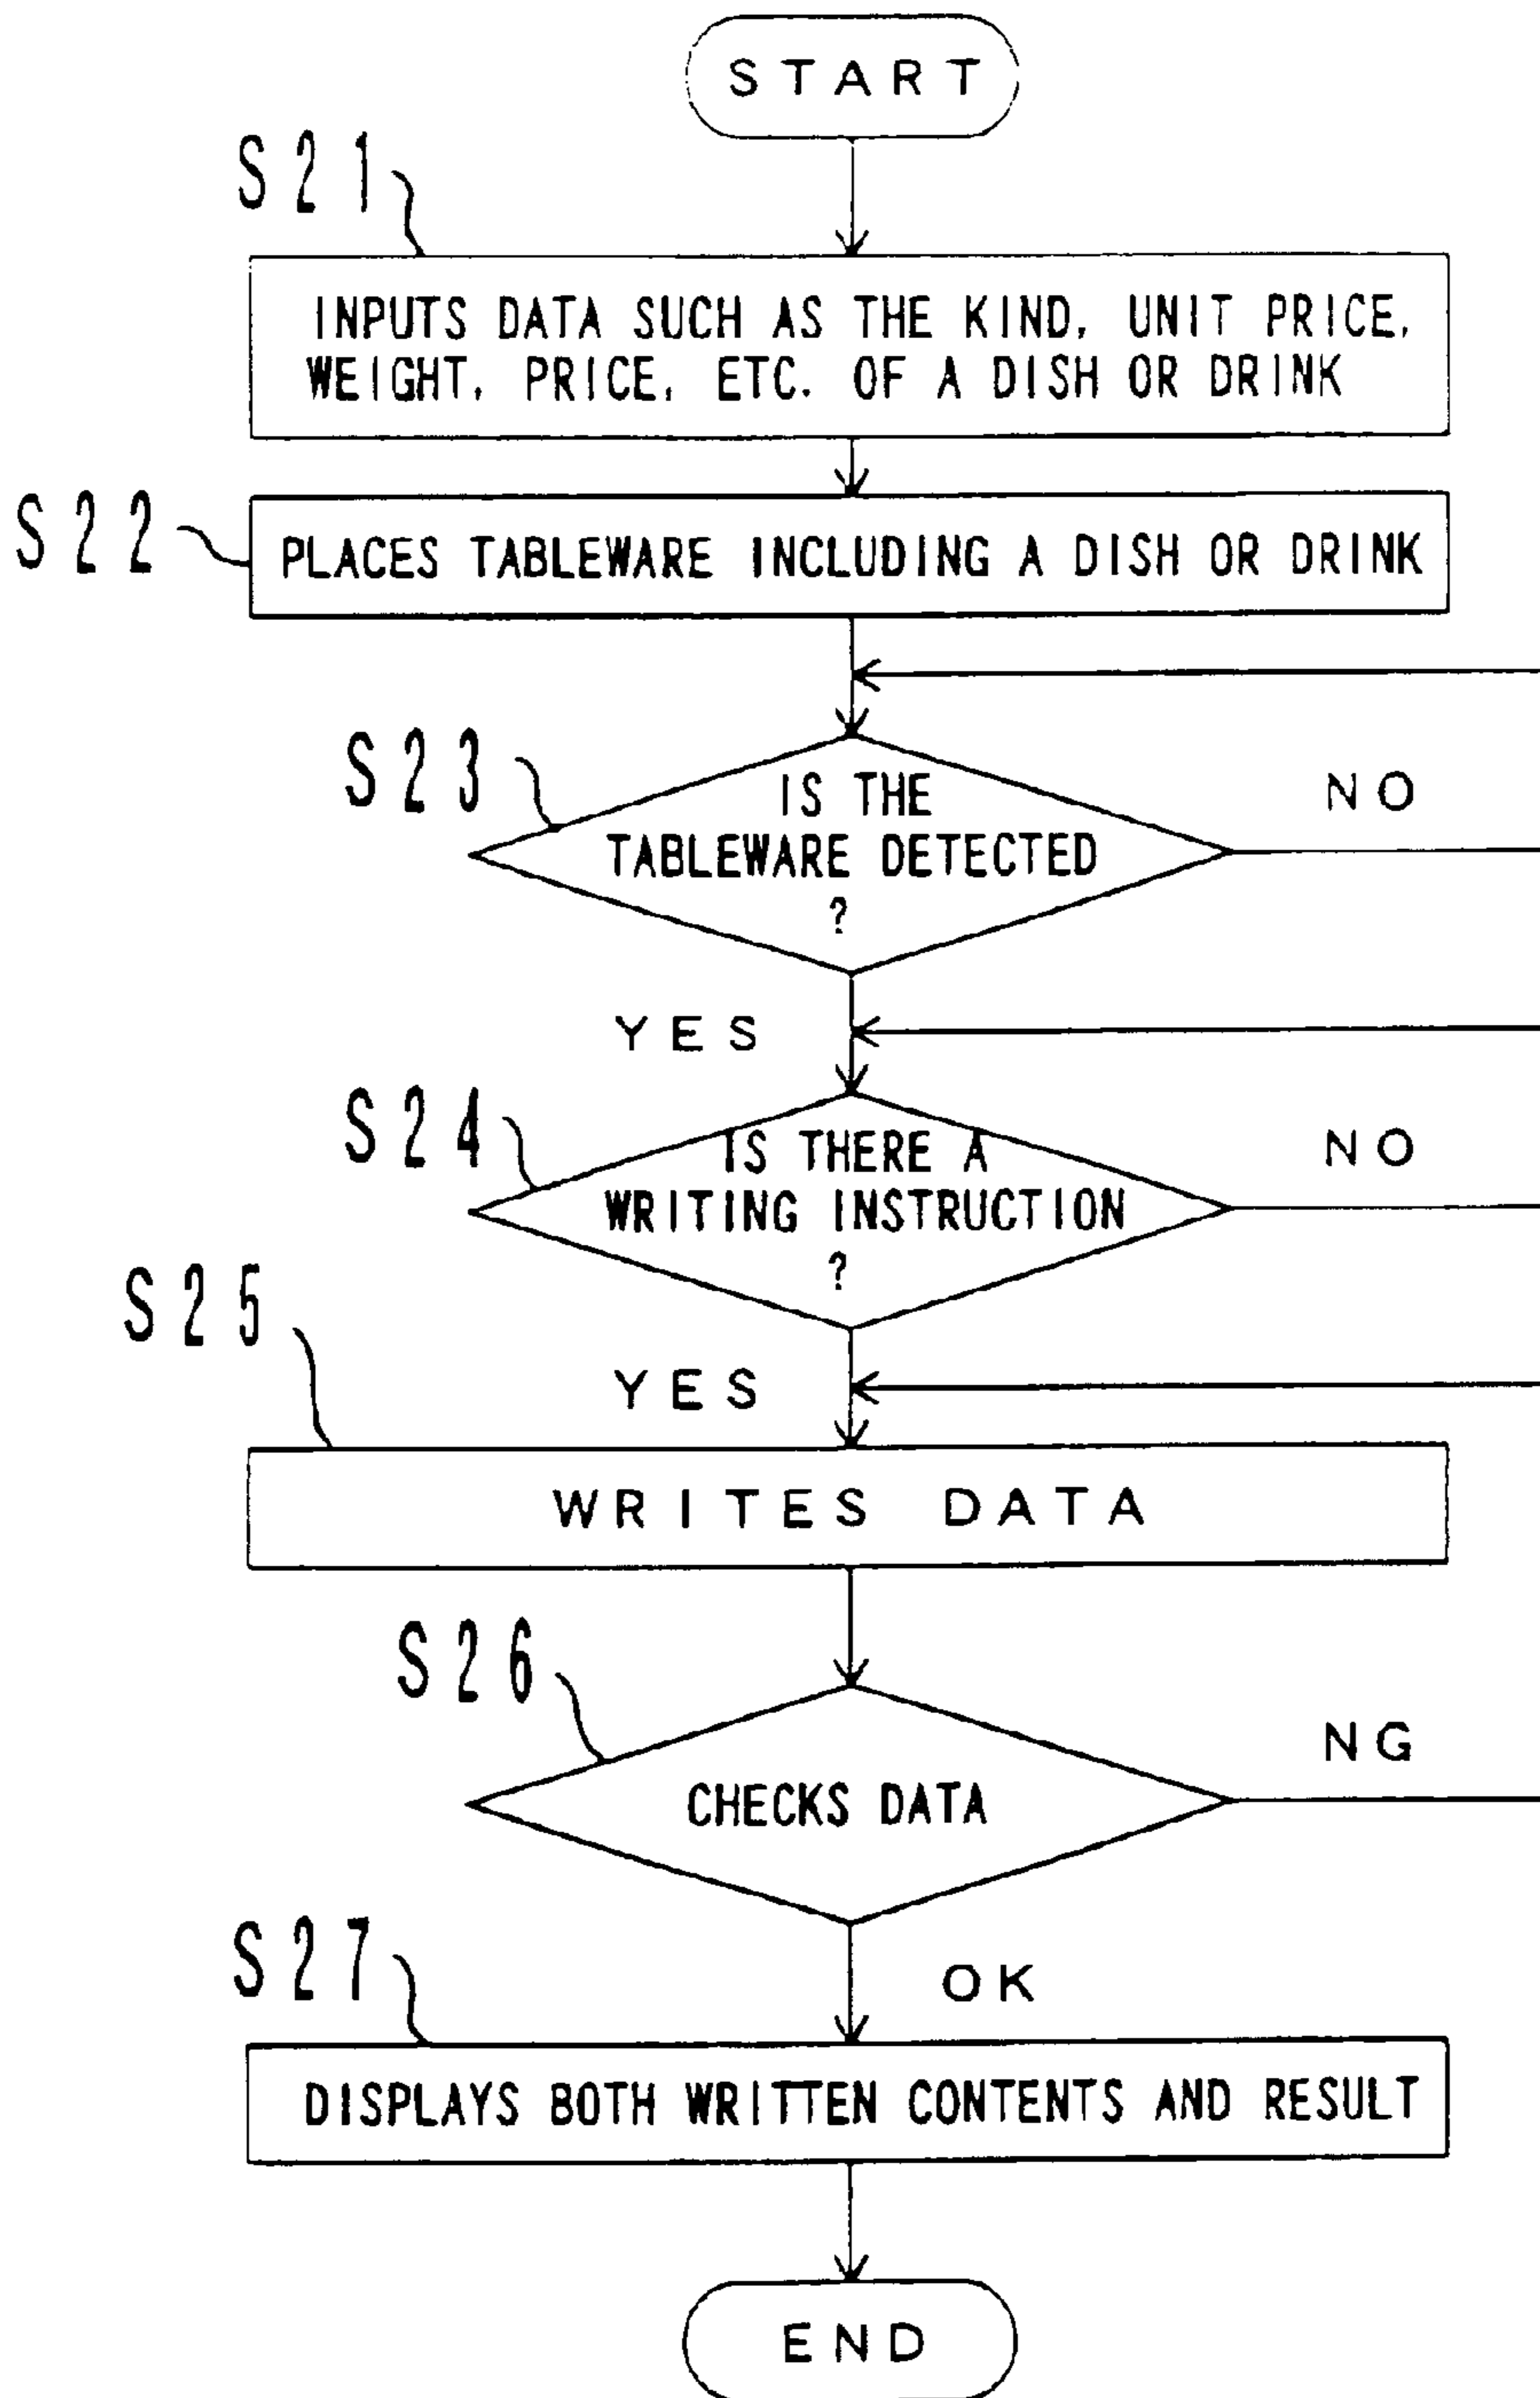 START
S21
INPUTS DATA SUCH AS THE KIND, UNIT PRICE,
WEIGHT, PRICE, ETC. OF A DISH OR DRINK
S22
PLACES TABLEWARE INCLUDING A DISH OR DRINK
S23
IS THE
TABLEWARE DETECTED
?
NO
YES
S24
IS THERE A
WRITING INSTRUCTION
?
NO
YES
S25
WRITES DATA
S26
CHECKS DATA
NG
OK
S27
DISPLAYS BOTH WRITTEN CONTENTS AND RESULT
END